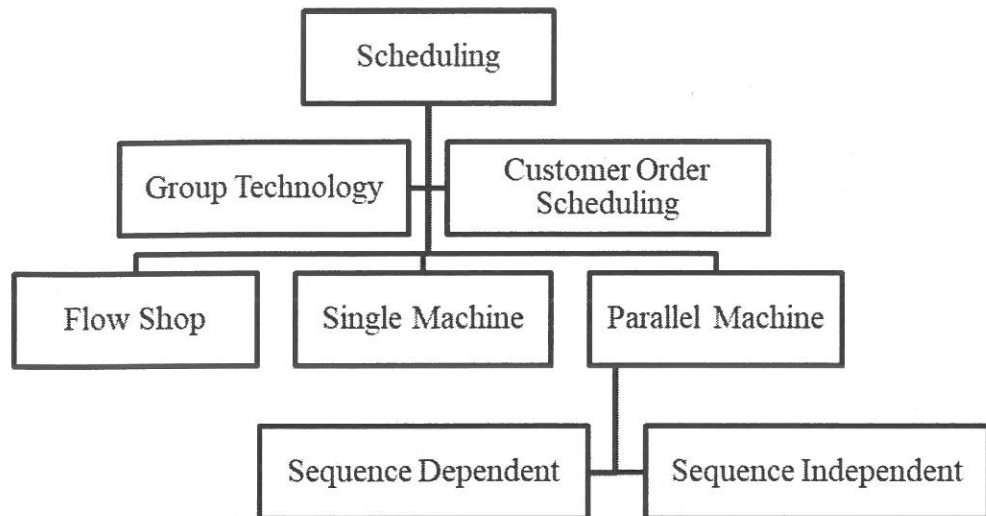 Scheduling
Group Technology
Customer Order
Scheduling
Flow Shop
Single Machine
Parallel Machine
Sequence Dependent
Sequence Independent